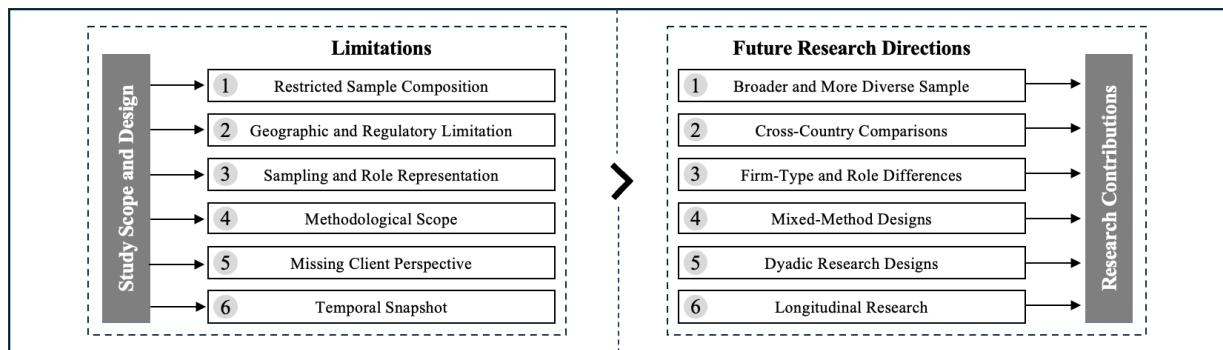 Limitations
Study Scope and Design
1 Restricted Sample Composition
2 Geographic and Regulatory Limitation
3 Sampling and Role Representation
4 Methodological Scope
5 Missing Client Perspective
6 Temporal Snapshot
Future Research Directions
1 Broader and More Diverse Sample
2 Cross-Country Comparisons
3 Firm-Type and Role Differences
4 Mixed-Method Designs
5 Dyadic Research Designs
6 Longitudinal Research
Research Contributions